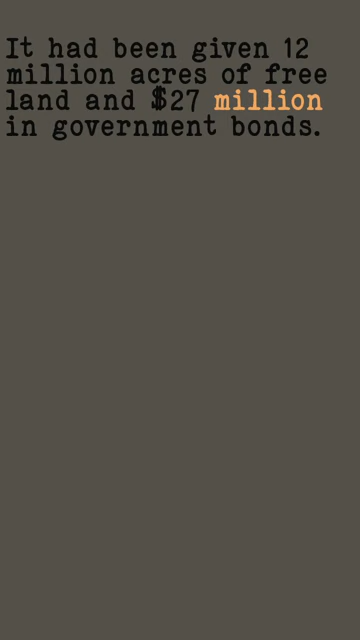 It had been given 12
million acres of free
land and $27 million
in government bonds.